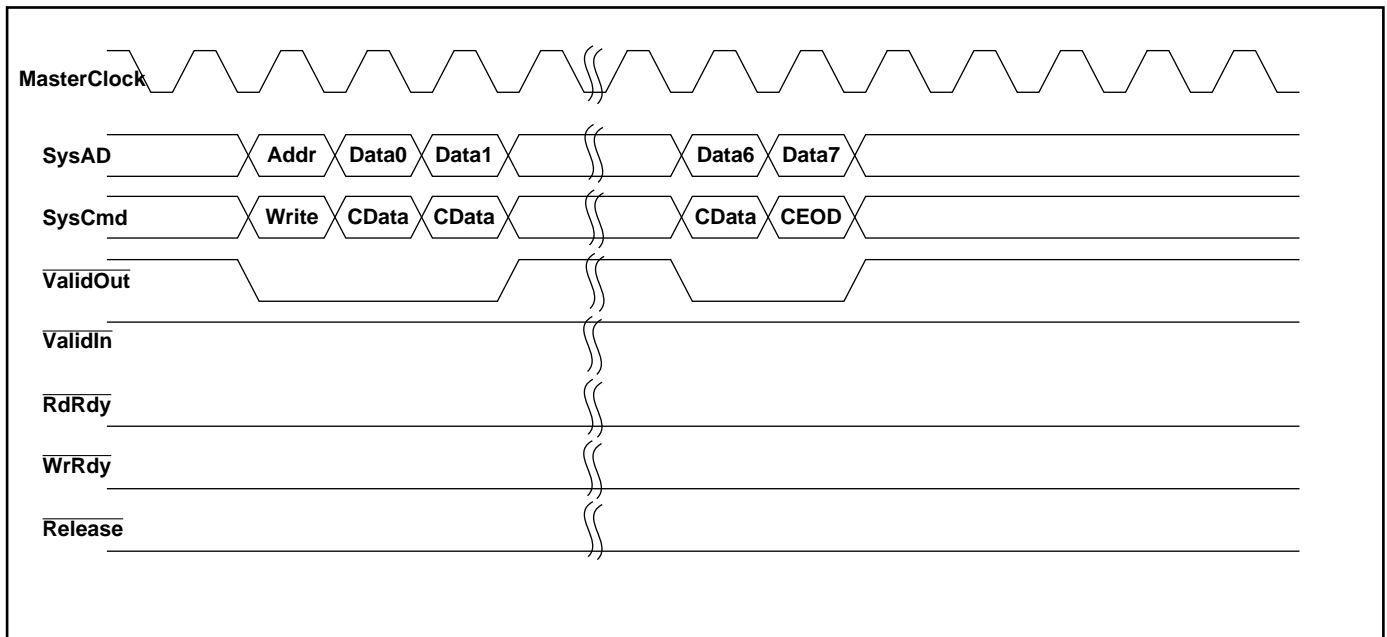 MasterClock
SysAD Addr Data0 Data1 Data6 Data7
SysCmd Write CData CData CData CEOD
ValidOut
ValidIn
RdRdy
WrRdy
Release